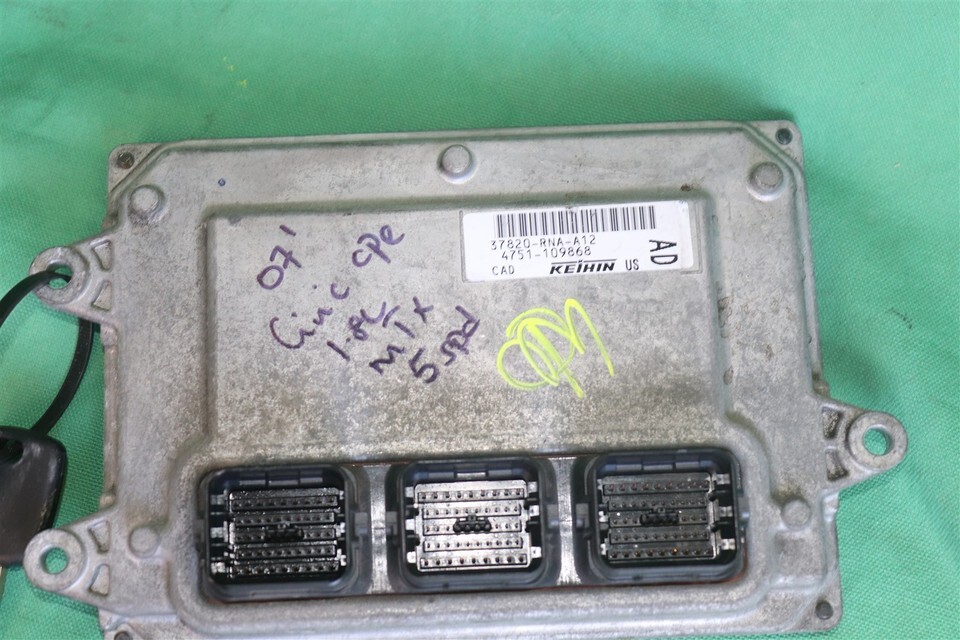 37820-RNA-A12
4751-109868
CAD KEIHIN US
AD
07'
Civic cpe
1.8L
MTX
5 spd